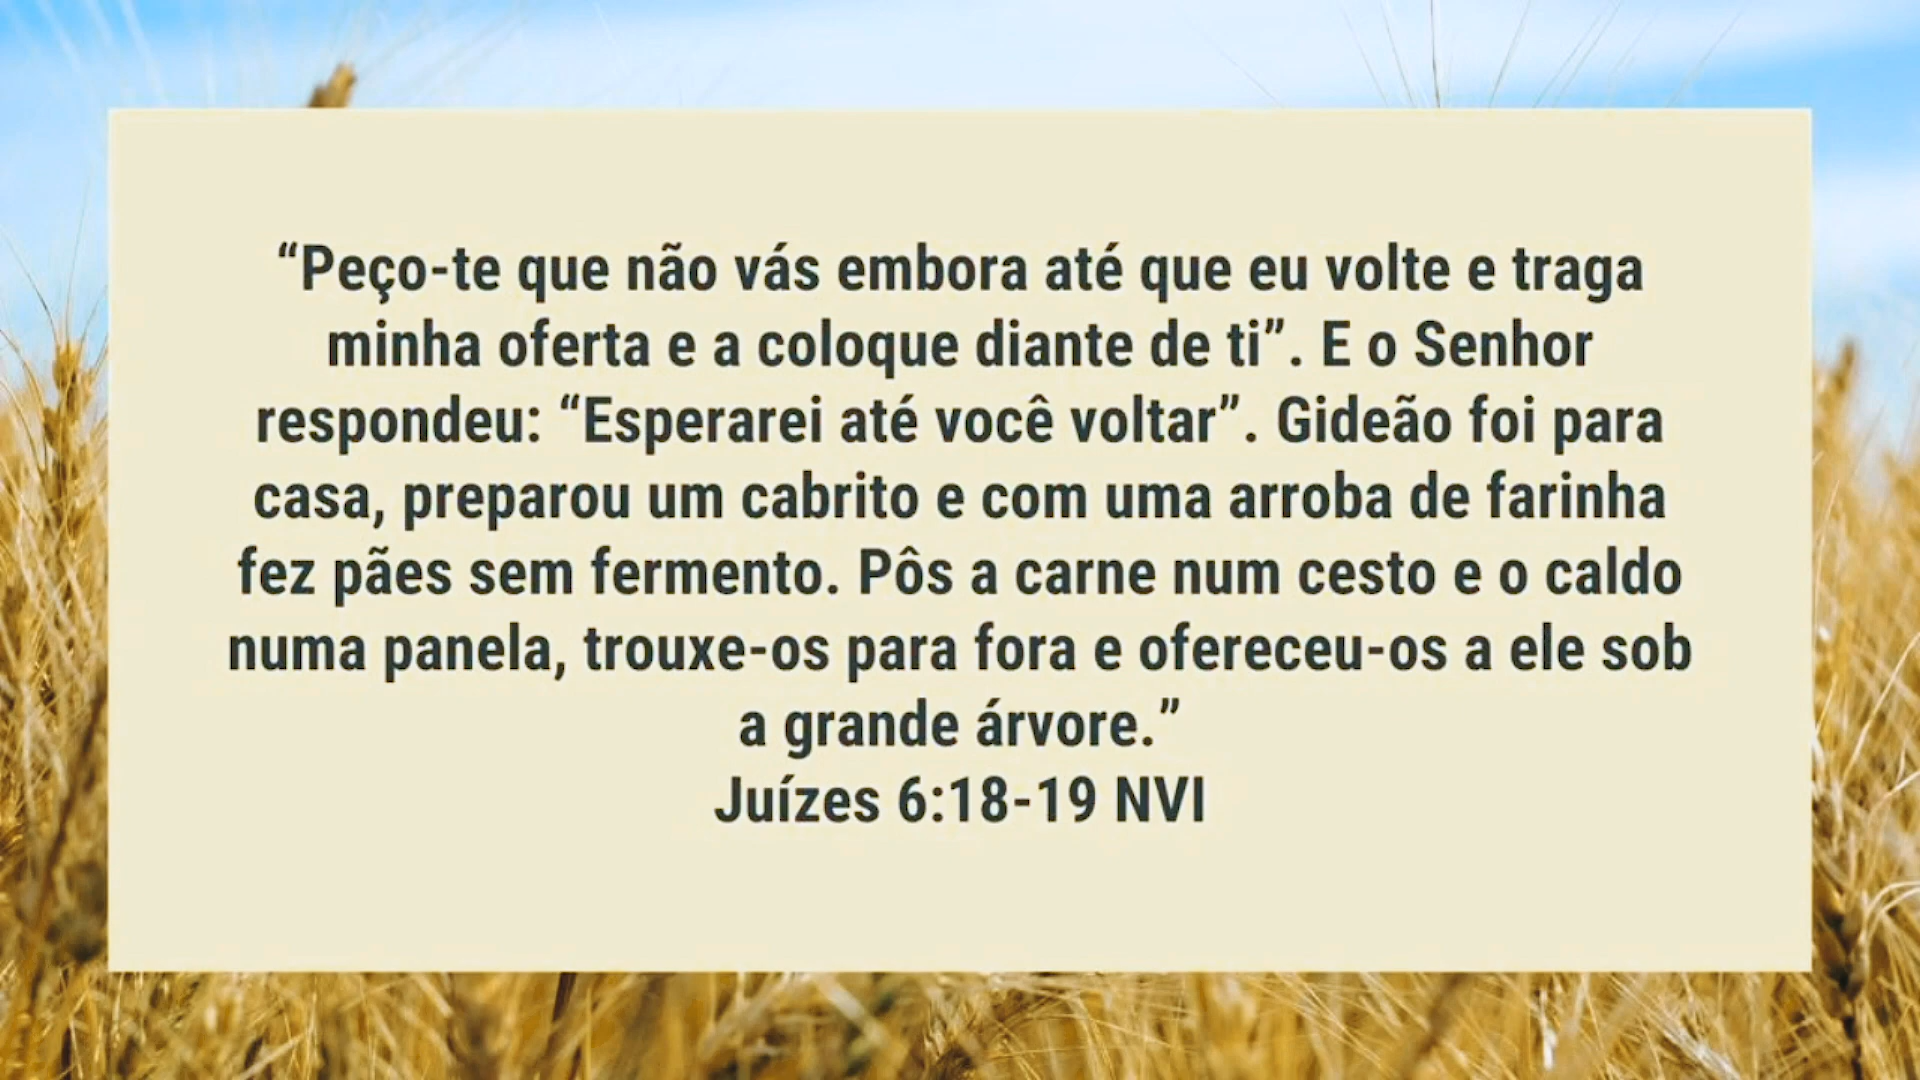 “Peço-te que não vás embora até que eu volte e traga
minha oferta e a coloque diante de ti”. E o Senhor
respondeu: “Esperarei até você voltar”. Gideão foi para
casa, preparou um cabrito e com uma arroba de farinha
fez pães sem fermento. Pôs a carne num cesto e o caldo
numa panela, trouxe-os para fora e ofereceu-os a ele sob
a grande árvore.”
Juízes 6:18-19 NVI